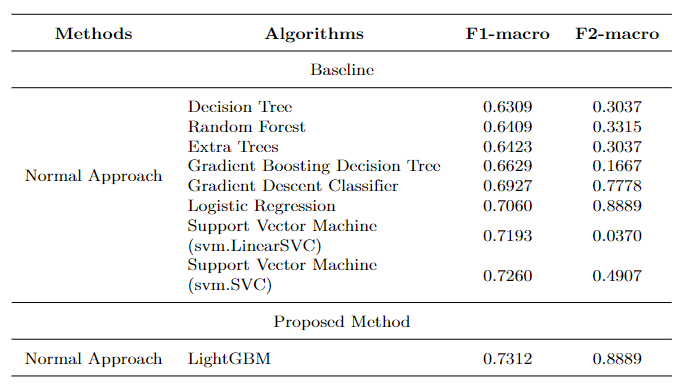 Methods Algorithms F1-macro F2-macro
Baseline
Decision Tree 0.6309 0.3037
Random Forest 0.6409 0.3315
Extra Trees 0.6423 0.3037
Normal Approach Gradient Boosting Decision Tree 0.6629 0.1667
Gradient Descent Classifier 0.6927 0.7778
Logistic Regression 0.7060 0.8889
Support Vector Machine
(svm.LinearSVC) 0.7193 0.0370
Support Vector Machine
(svm.SVC) 0.7260 0.4907
Proposed Method
Normal Approach LightGBM 0.7312 0.8889